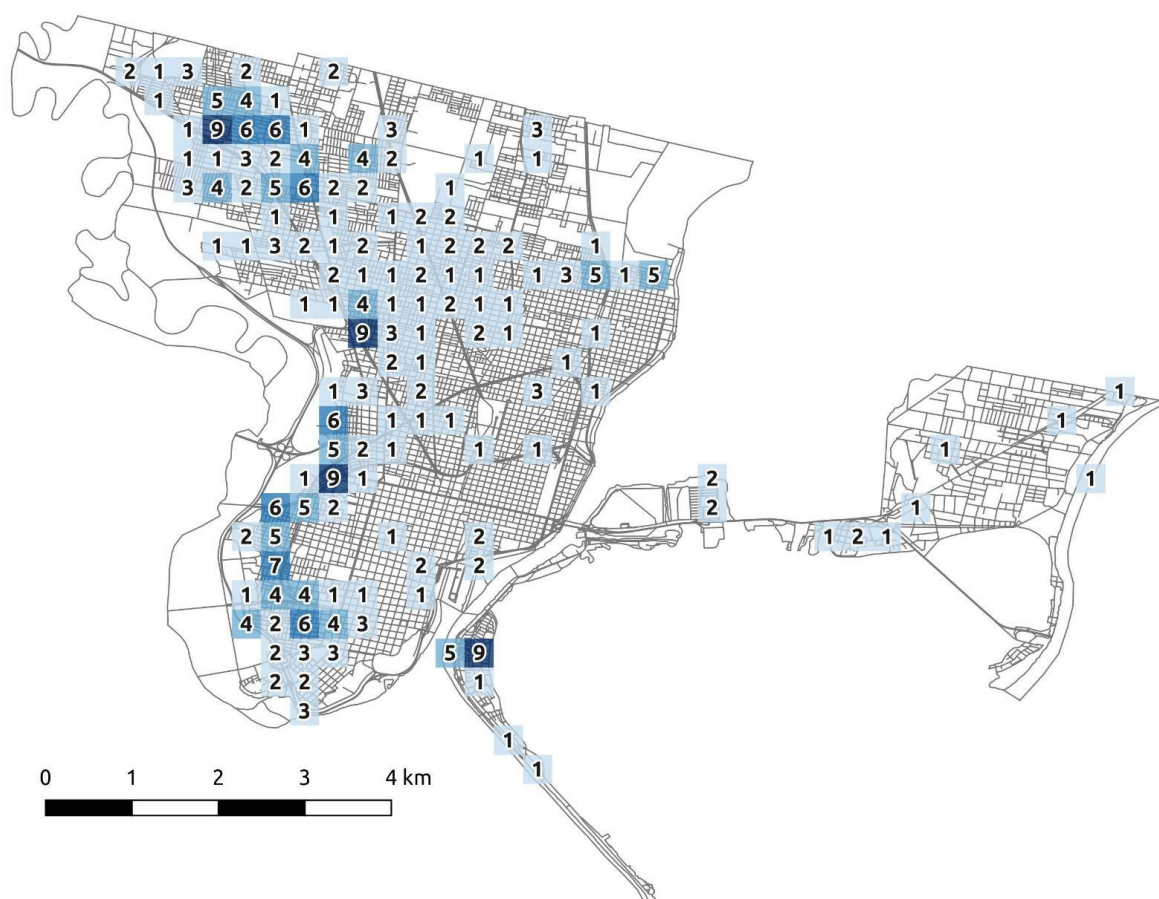 2 1 3 2 2
1 5 4 1
1 9 6 6 1 3 3
1 1 3 2 4 4 2 1 1
3 4 2 5 6 2 2 1
1 1 1 2 2
1 1 3 2 1 2 1 2 2 2 1
2 1 1 2 1 1 1 3 5 1 5
1 1 4 1 1 2 1 1
9 3 1 2 1 1
2 1 1
1 3 2 3 1 1
6 1 1 1 1
5 2 1 1 1 1
1 9 1 2 1
6 5 2 2 1
2 5 1 2 1 2 1
7 2 2
1 4 4 1 1 1
4 2 6 4 3
2 3 3 5 9
2 2 1
3
1
1
0 1 2 3 4 km